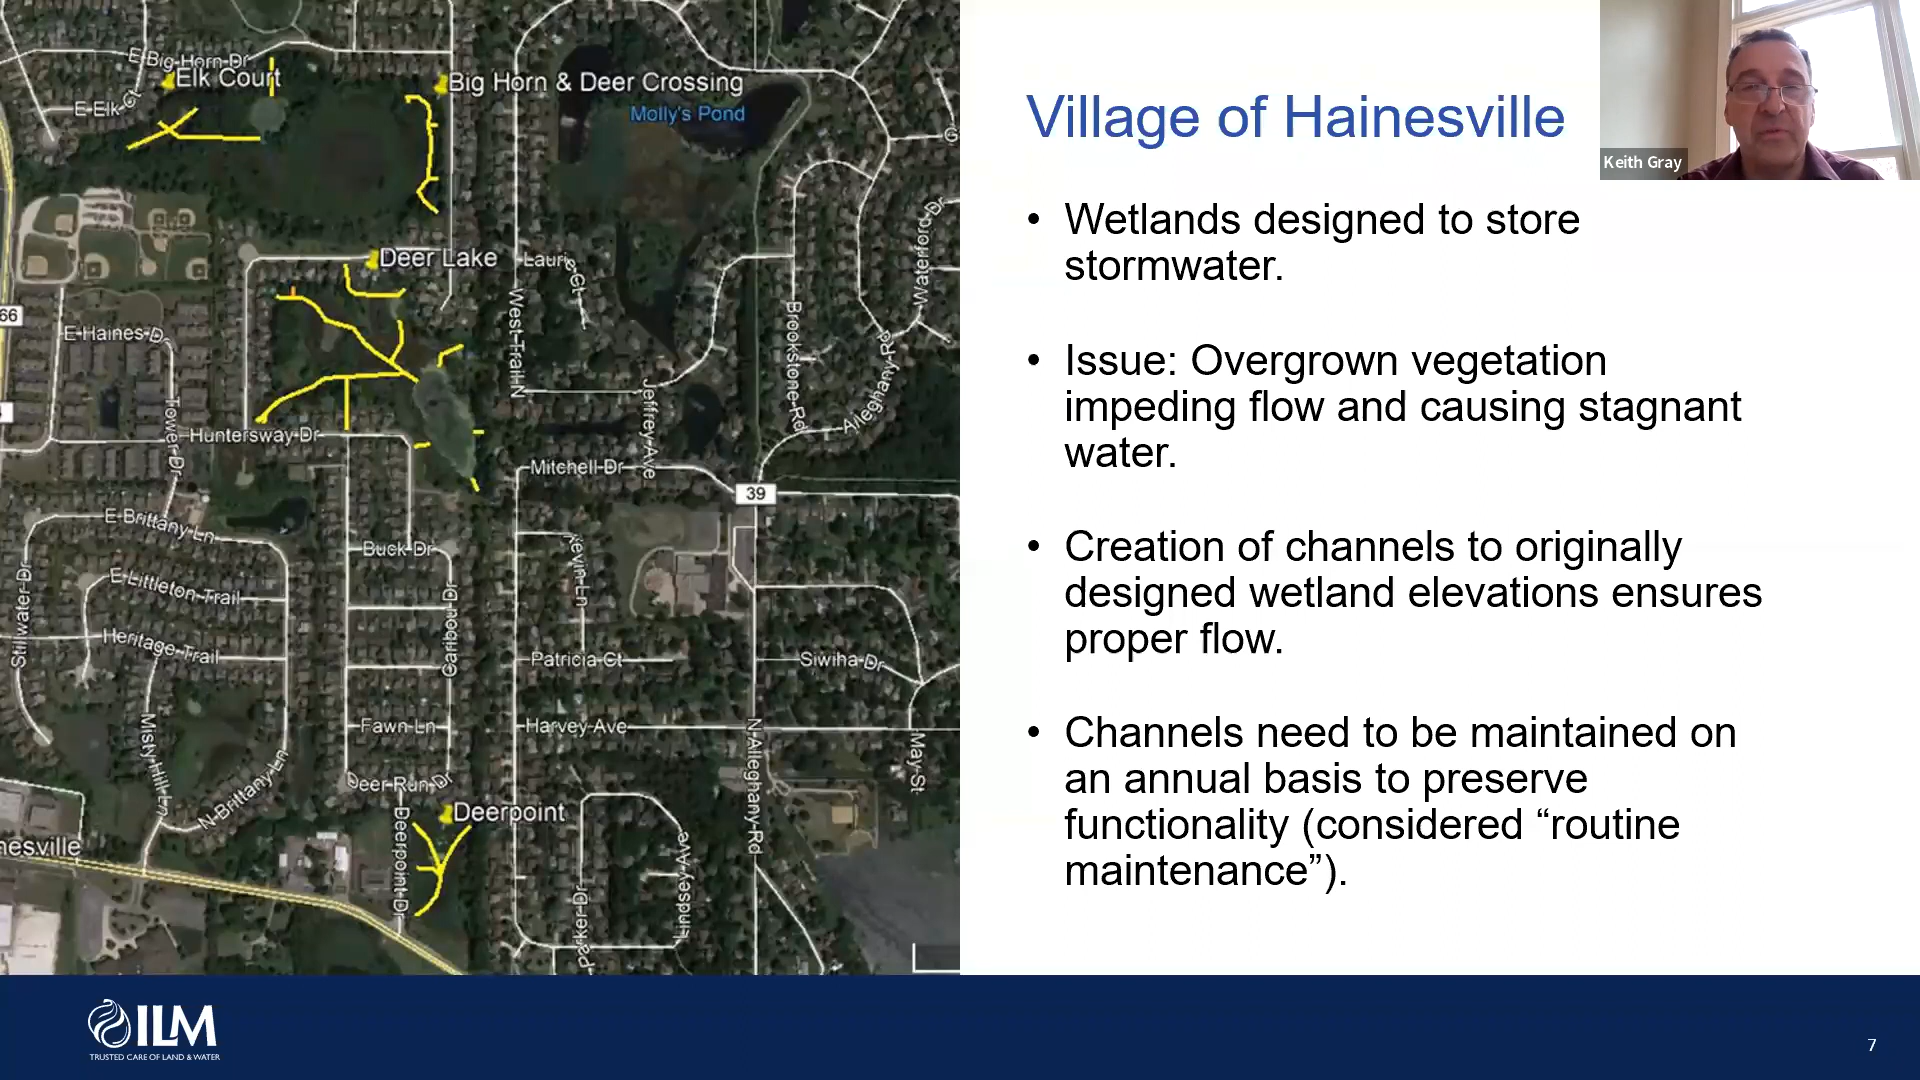 E Big Horn Dr
Elk Court
E Elk Ct
Big Horn & Deer Crossing
Molly's Pond
Deer Lake
Laurie Ct
Waterford Dr
66
E Haines D
West Trail N
Brookstone Rd
Alleghany Rd
Jeffrey Ave
Tower Dr
Huntersway Dr
Mitchell Dr
39
E Brittany Ln
Buck Dr
Kevin Ln
E Littleton Trail
Stillwater Dr
Caribou Dr
Heritage Trail
Patricia Ct
Siwiha Dr
Misty Hill Ln
Fawn Ln
Harvey Ave
N Alleghany Rd
May St
N Brittany Ln
Deer Run Dr
Deerpoint
Deerpoint Dr
nesville
Parker Dr
Lindsey Ave
Village of Hainesville
Keith Gray
• Wetlands designed to store
stormwater.
• Issue: Overgrown vegetation
impeding flow and causing stagnant
water.
• Creation of channels to originally
designed wetland elevations ensures
proper flow.
• Channels need to be maintained on
an annual basis to preserve
functionality (considered “routine
maintenance”).
ILM
TRUSTED CARE OF LAND & WATER
7